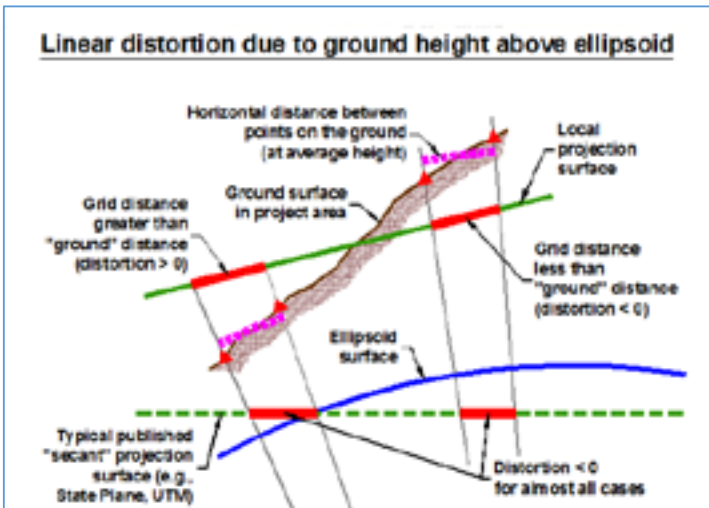 Linear distortion due to ground height above ellipsoid
Horizontal distance between
points on the ground
(at average height)
Local
projection
surface
Grid distance
greater than
"ground" distance
(distortion > 0)
Ground surface
in project area
Grid distance
less than
"ground" distance
(distortion < 0)
Ellipsoid
surface
Typical published
"secant" projection
surface (e.g.,
State Plane, UTM)
Distortion < 0
for almost all cases